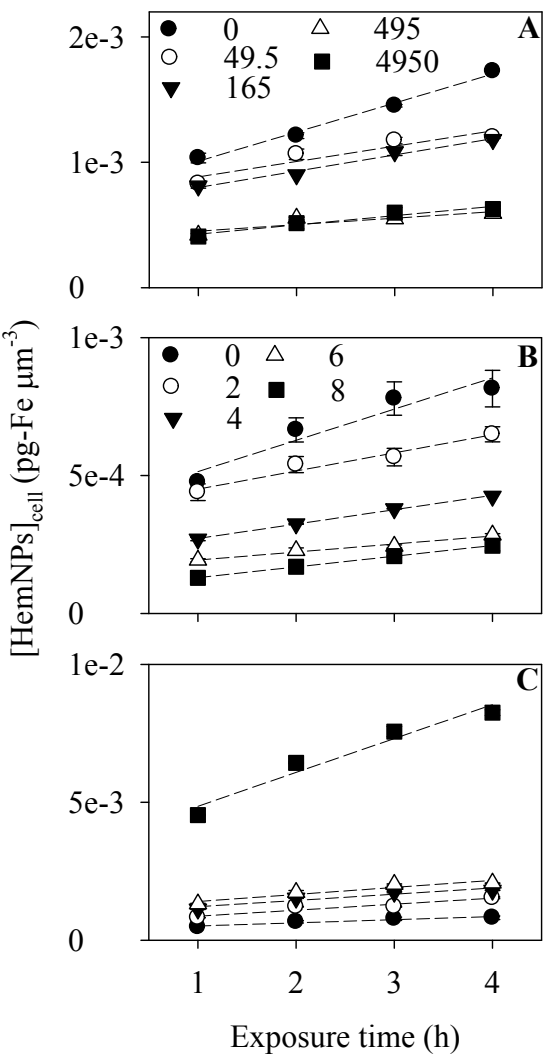 2e-3
0 495 A
49.5 4950
165
1e-3
0
1e-3
0 6 B
2 8
4
5e-4
0
1e-2
C
5e-3
0
1 2 3 4
Exposure time (h)
[HemNPs]cell (pg-Fe μm-3)